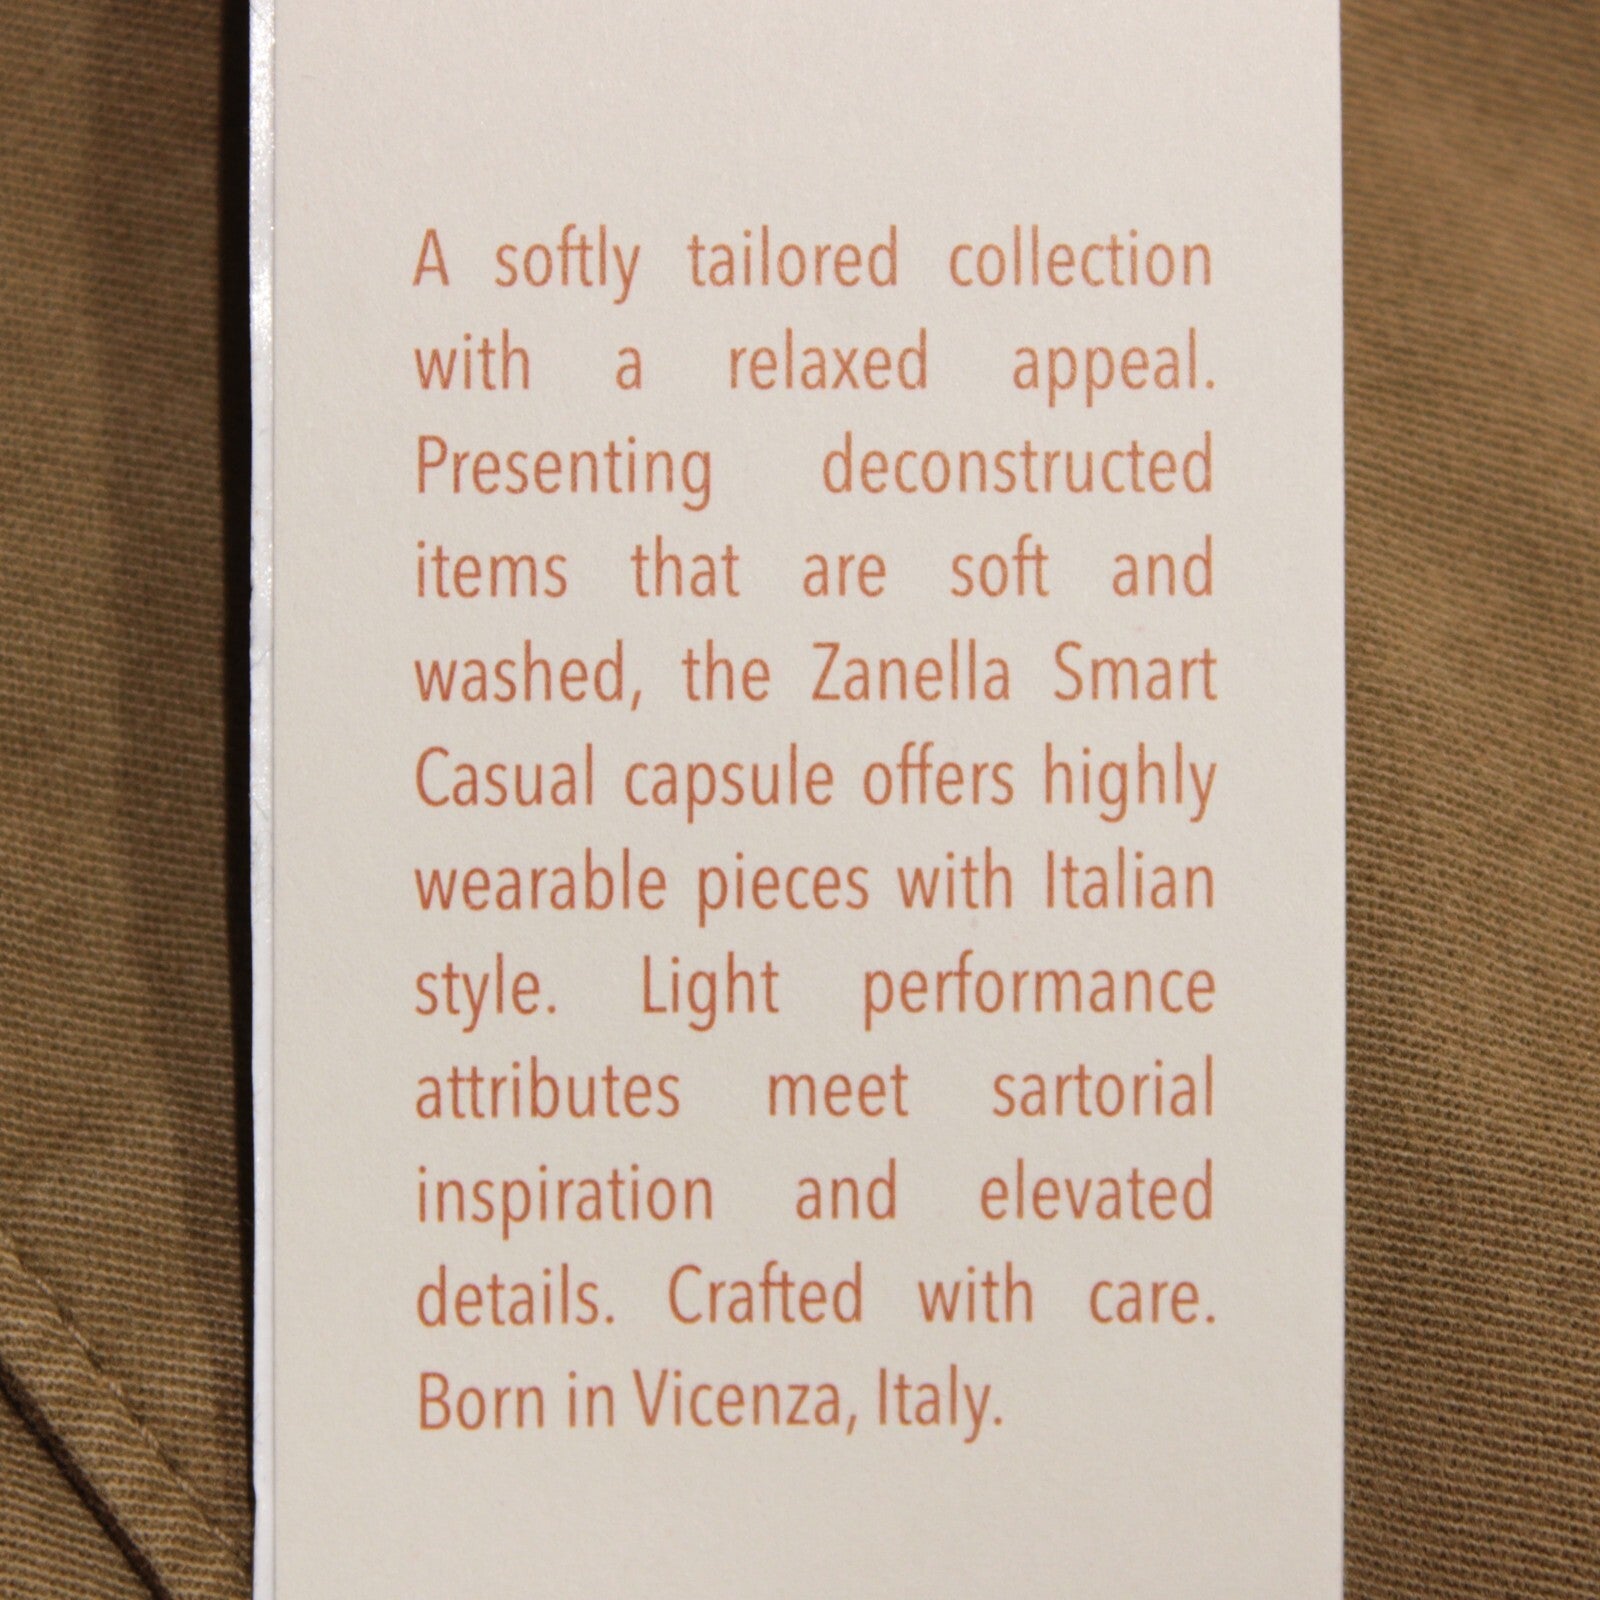 A softly tailored collection
with a relaxed appeal.
Presenting deconstructed
items that are soft and
washed, the Zanella Smart
Casual capsule offers highly
wearable pieces with Italian
style. Light performance
attributes meet sartorial
inspiration and elevated
details. Crafted with care.
Born in Vicenza, Italy.